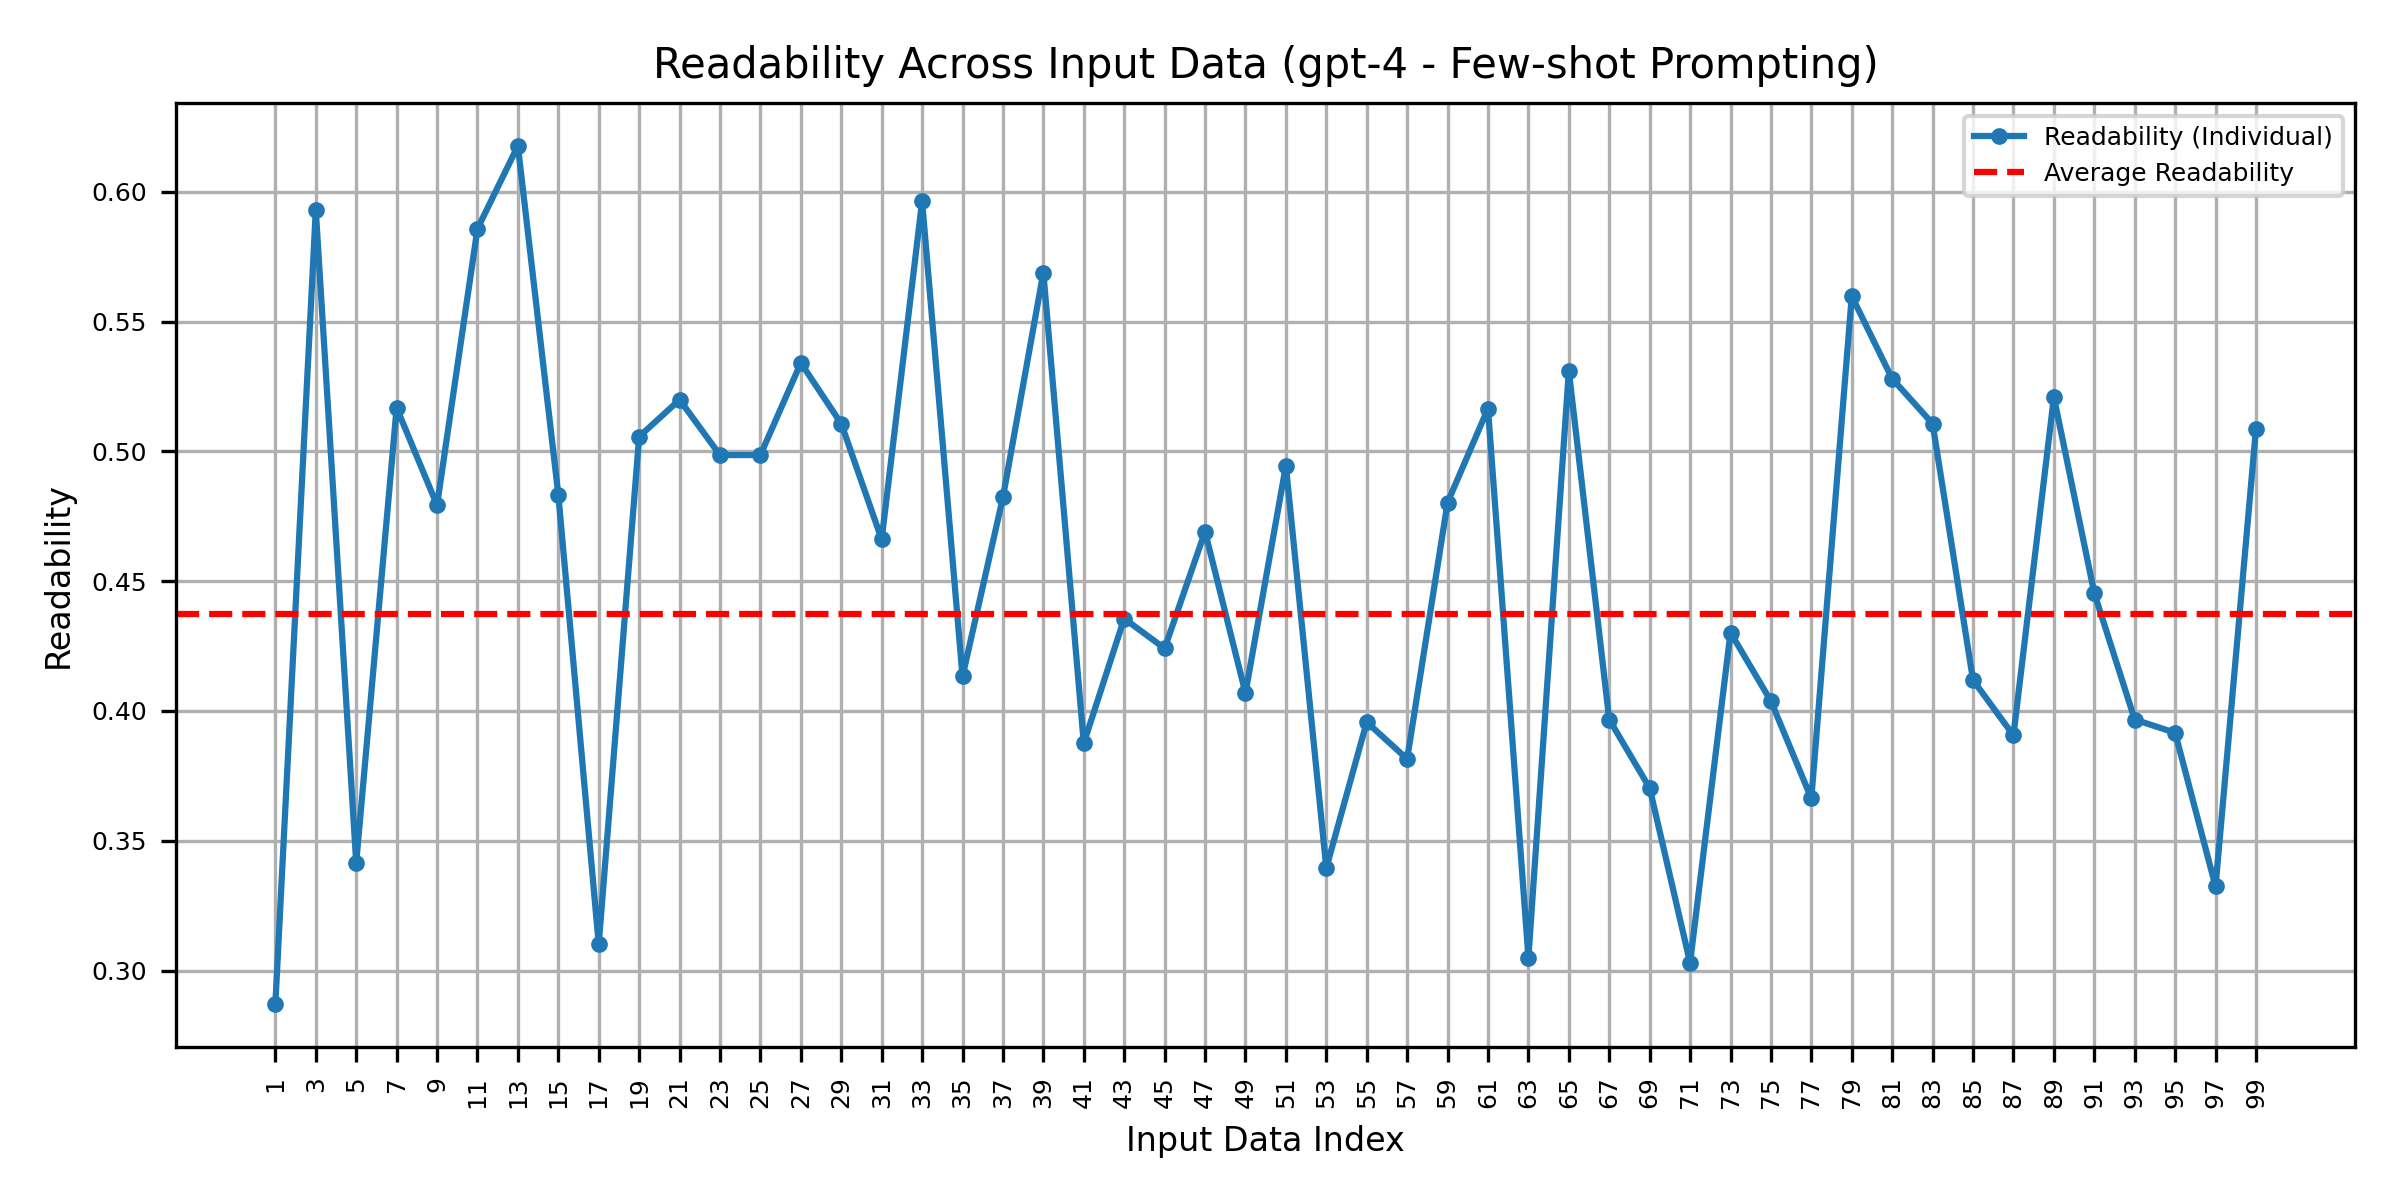 Readability Across Input Data (gpt-4 - Few-shot Prompting)
Readability (Individual)
Average Readability
Readability
0.60
0.55
0.50
0.45
0.40
0.35
0.30
1 3 5 7 9 11 13 15 17 19 21 23 25 27 29 31 33 35 37 39 41 43 45 47 49 51 53 55 57 59 61 63 65 67 69 71 73 75 77 79 81 83 85 87 89 91 93 95 97 99
Input Data Index